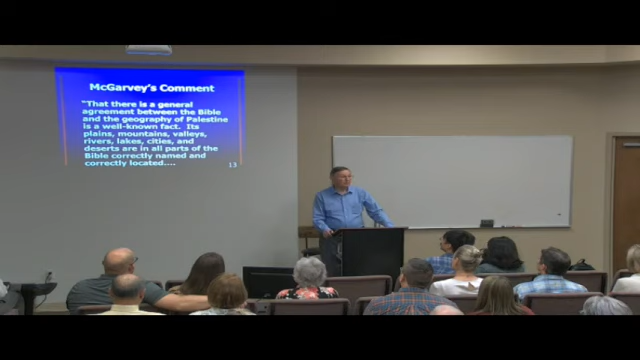 McGarvey's Comment
"That there is a general
agreement between the Bible
and the geography of Palestine
is a well-known fact. Its
plains, mountains, valleys,
rivers, lakes, cities, and
deserts are in all parts of the
Bible correctly named and
correctly located....
13